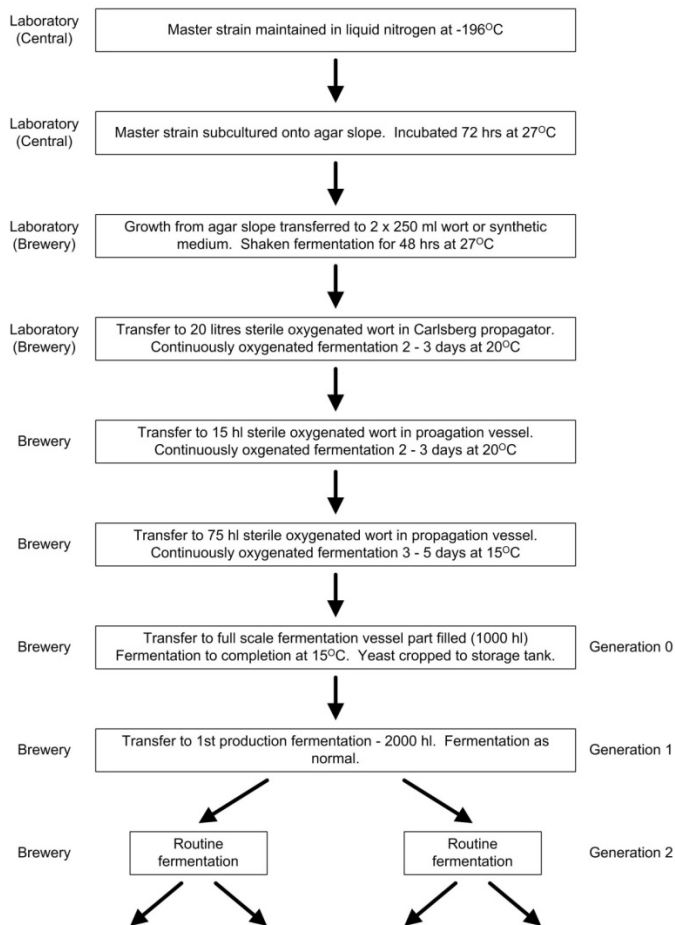 Laboratory
(Central)
Master strain maintained in liquid nitrogen at -196OC
Laboratory
(Central)
Master strain subcultured onto agar slope. Incubated 72 hrs at 27OC
Laboratory
(Brewery)
Growth from agar slope transferred to 2 x 250 ml wort or synthetic
medium. Shaken fermentation for 48 hrs at 27OC
Laboratory
(Brewery)
Transfer to 20 litres sterile oxygenated wort in Carlsberg propagator.
Continuously oxygenated fermentation 2 - 3 days at 20OC
Brewery
Transfer to 15 hl sterile oxygenated wort in proagation vessel.
Continuously oxgenated fermentation 2 - 3 days at 20OC
Brewery
Transfer to 75 hl sterile oxygenated wort in propagation vessel.
Continuously oxygenated fermentation 3 - 5 days at 15OC
Brewery
Transfer to full scale fermentation vessel part filled (1000 hl)
Fermentation to completion at 15OC. Yeast cropped to storage tank.
Generation 0
Brewery
Transfer to 1st production fermentation - 2000 hl. Fermentation as
normal.
Generation 1
Brewery
Routine
fermentation
Routine
fermentation
Generation 2